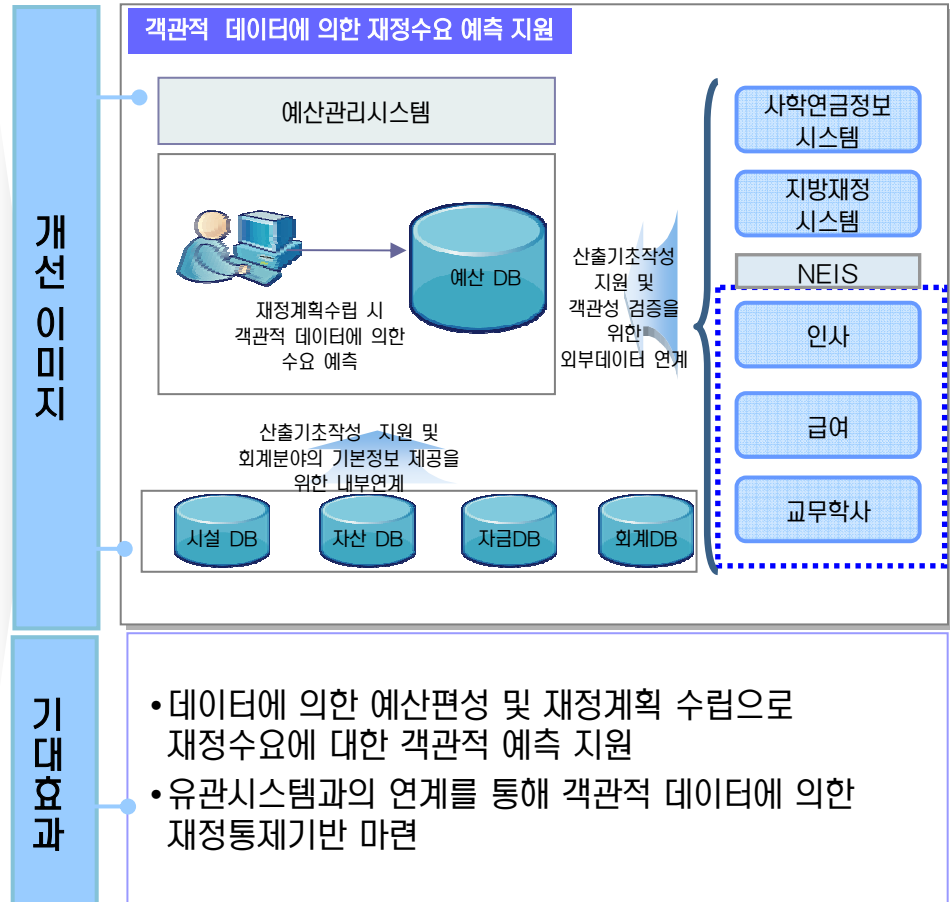 객관적 데이터에 의한 재정수요 예측 지원
개선 이미지
예산관리시스템
예산 DB
재정계획수립 시
객관적 데이터에 의한
수요 예측
산출기초작성
지원 및
객관성 검증을
위한
외부데이터 연계
사학연금정보
시스템
지방재정
시스템
NEIS
인사
급여
교무학사
산출기초작성 지원 및
회계분야의 기본정보 제공을
위한 내부연계
시설 DB
자산 DB
자금DB
회계DB
기대효과
•데이터에 의한 예산편성 및 재정계획 수립으로
재정수요에 대한 객관적 예측 지원
•유관시스템과의 연계를 통해 객관적 데이터에 의한
재정통제기반 마련